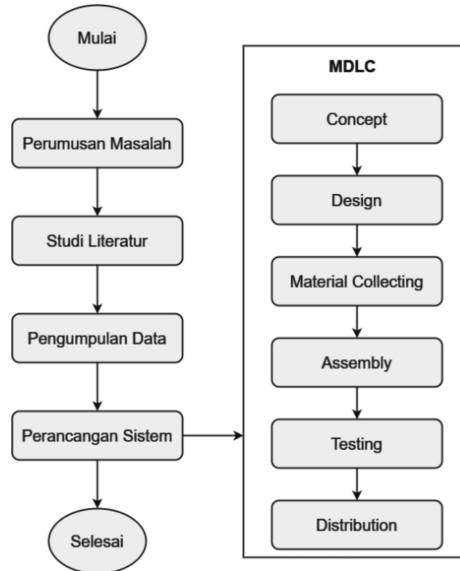 Mulai
Perumusan Masalah
Studi Literatur
Pengumpulan Data
Perancangan Sistem
Selesai
MDLC
Concept
Design
Material Collecting
Assembly
Testing
Distribution